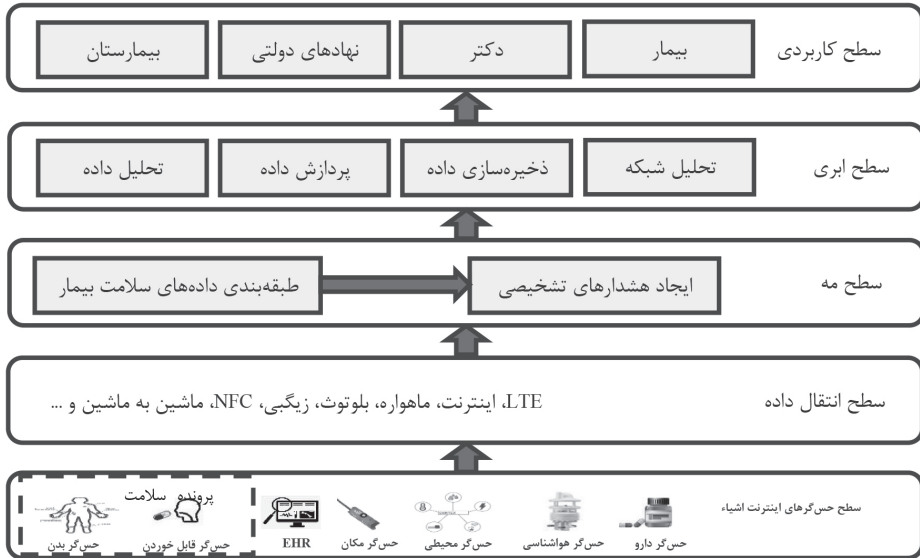 سطح کاربردی
بیمار
دکتر
نهادهای دولتی
بیمارستان
سطح ابری
تحلیل شبکه
ذخیره‌سازی داده
پردازش داده
تحلیل داده
سطح مه
ایجاد هشدارهای تشخیصی
طبقه‌بندی داده‌های سلامت بیمار
سطح انتقال داده
LTE، اینترنت، ماهواره، بلوتوث، زیگبی، NFC، ماشین به ماشین و ...
سطح حس‌گرهای اینترنت اشیاء
حس‌گر دارو
حس‌گر هواشناسی
حس‌گر محیطی
حس‌گر مکان
EHR
پرونده سلامت
حس‌گر قابل خوردن
حس‌گر بدن